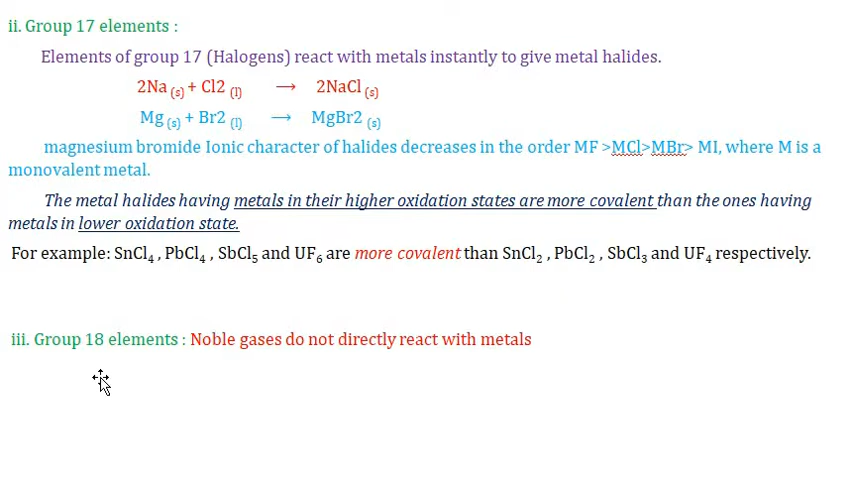 ii. Group 17 elements :
Elements of group 17 (Halogens) react with metals instantly to give metal halides.
2Na (s) + Cl2 (l) ⟶ 2NaCl (s)
Mg (s) + Br2 (l) ⟶ MgBr2 (s)
magnesium bromide Ionic character of halides decreases in the order MF >MCl>MBr> MI, where M is a
monovalent metal.
The metal halides having metals in their higher oxidation states are more covalent than the ones having
metals in lower oxidation state.
For example: SnCl₄ , PbCl₄ , SbCl₅ and UF₆ are more covalent than SnCl₂ , PbCl₂ , SbCl₃ and UF₄ respectively.
iii. Group 18 elements : Noble gases do not directly react with metals